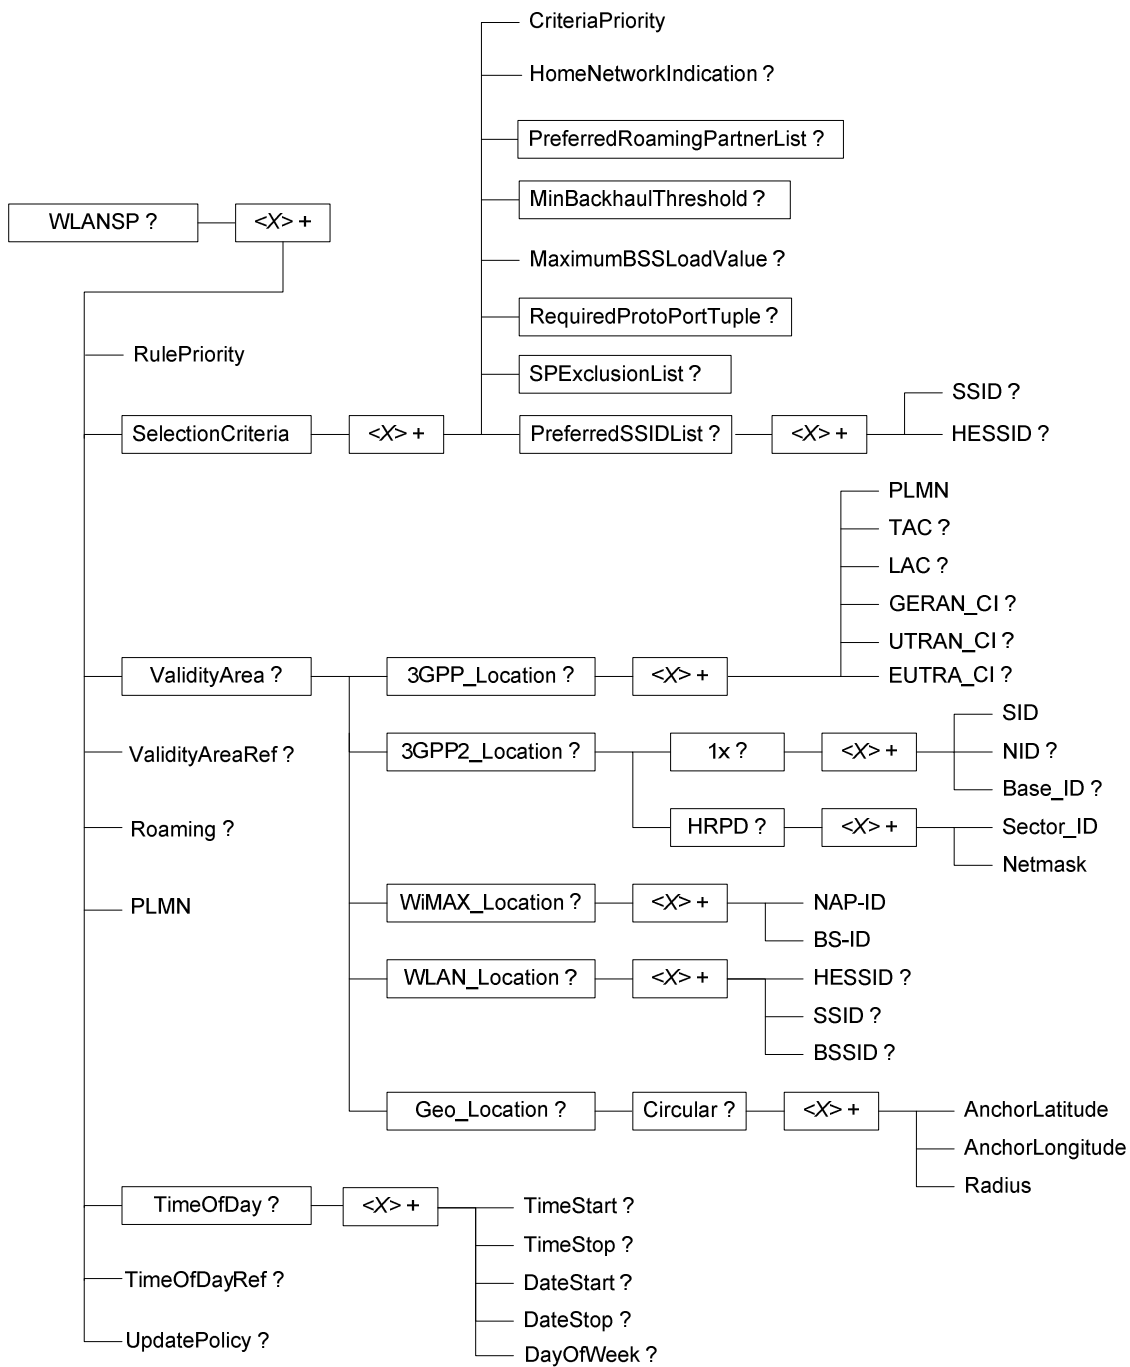 CriteriaPriority
HomeNetworkIndication ?
PreferredRoamingPartnerList ?
MinBackhaulThreshold ?
WLANSP ?
<X> +
MaximumBSSLoadValue ?
RequiredProtoPortTuple ?
RulePriority
SPExclusionList ?
SSID ?
SelectionCriteria
<X> +
PreferredSSIDList ?
<X> +
HESSID ?
PLMN
TAC ?
LAC ?
GERAN_CI ?
UTRAN_CI ?
ValidityArea ?
3GPP_Location ?
<X> +
EUTRA_CI ?
SID
ValidityAreaRef ?
3GPP2_Location ?
1x ?
<X> +
NID ?
Base_ID ?
Roaming ?
HRPD ?
<X> +
Sector_ID
Netmask
PLMN
WiMAX_Location ?
<X> +
NAP-ID
BS-ID
WLAN_Location ?
<X> +
HESSID ?
SSID ?
BSSID ?
Geo_Location ?
Circular ?
<X> +
AnchorLatitude
AnchorLongitude
Radius
TimeOfDay ?
<X> +
TimeStart ?
TimeStop ?
TimeOfDayRef ?
DateStart ?
DateStop ?
UpdatePolicy ?
DayOfWeek ?